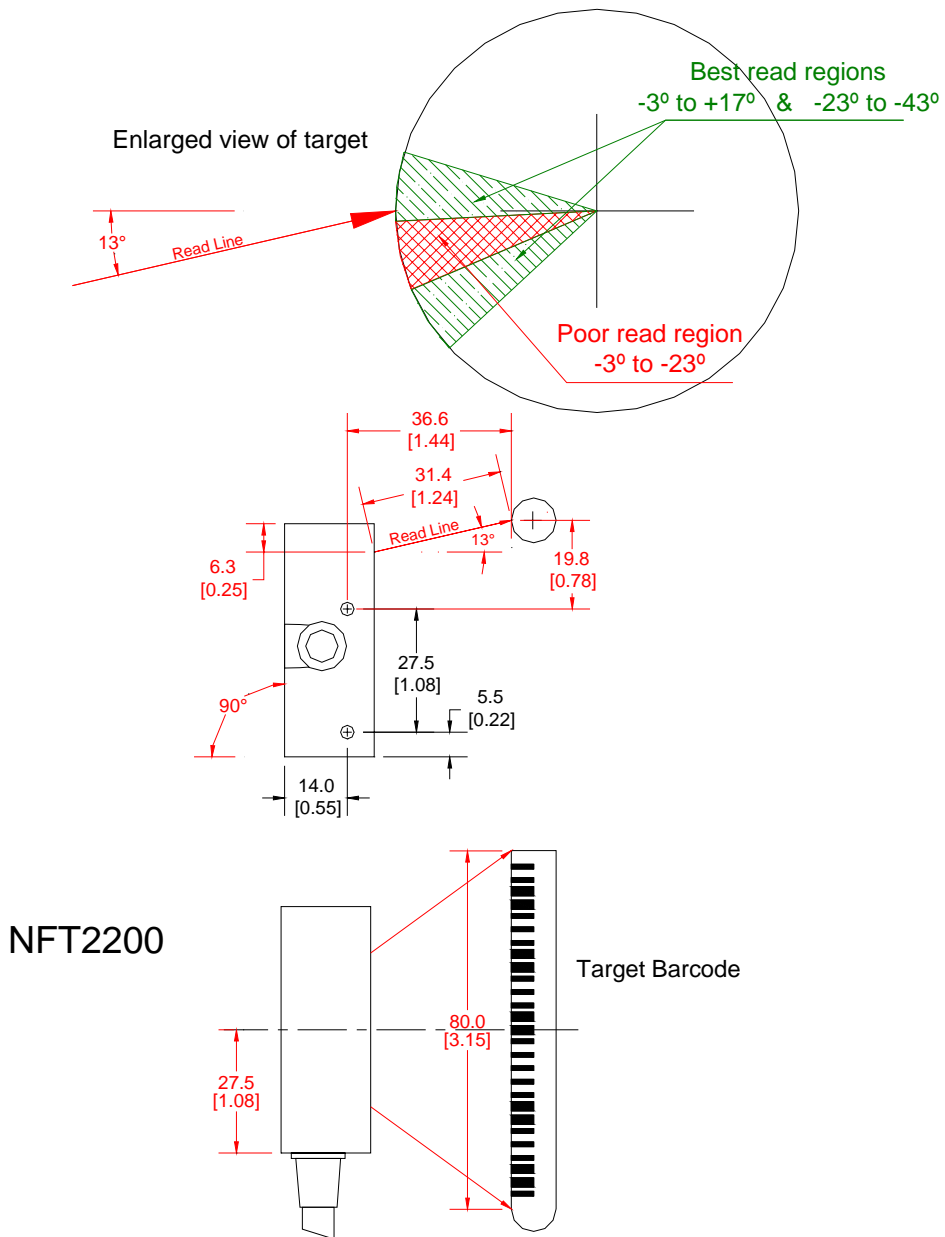 Best read regions
-3º to +17º & -23º to -43º
Enlarged view of target
13°
Read Line
Poor read region
-3º to -23º
36.6
[1.44]
31.4
[1.24]
Read Line
13°
6.3
[0.25]
19.8
[0.78]
27.5
[1.08]
5.5
[0.22]
90°
14.0
[0.55]
NFT2200
Target Barcode
80.0
[3.15]
27.5
[1.08]